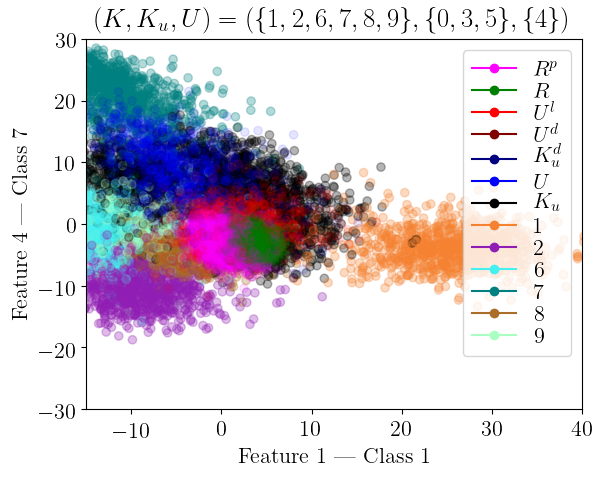 (K, K_u, U) = ({1, 2, 6, 7, 8, 9}, {0, 3, 5}, {4})
30
20
10
0
−10
−20
−30
Feature 4 — Class 7
R^p
R
U^l
U^d
K_u^d
U
K_u
1
2
6
7
8
9
−10
0
10
20
30
40
Feature 1 — Class 1